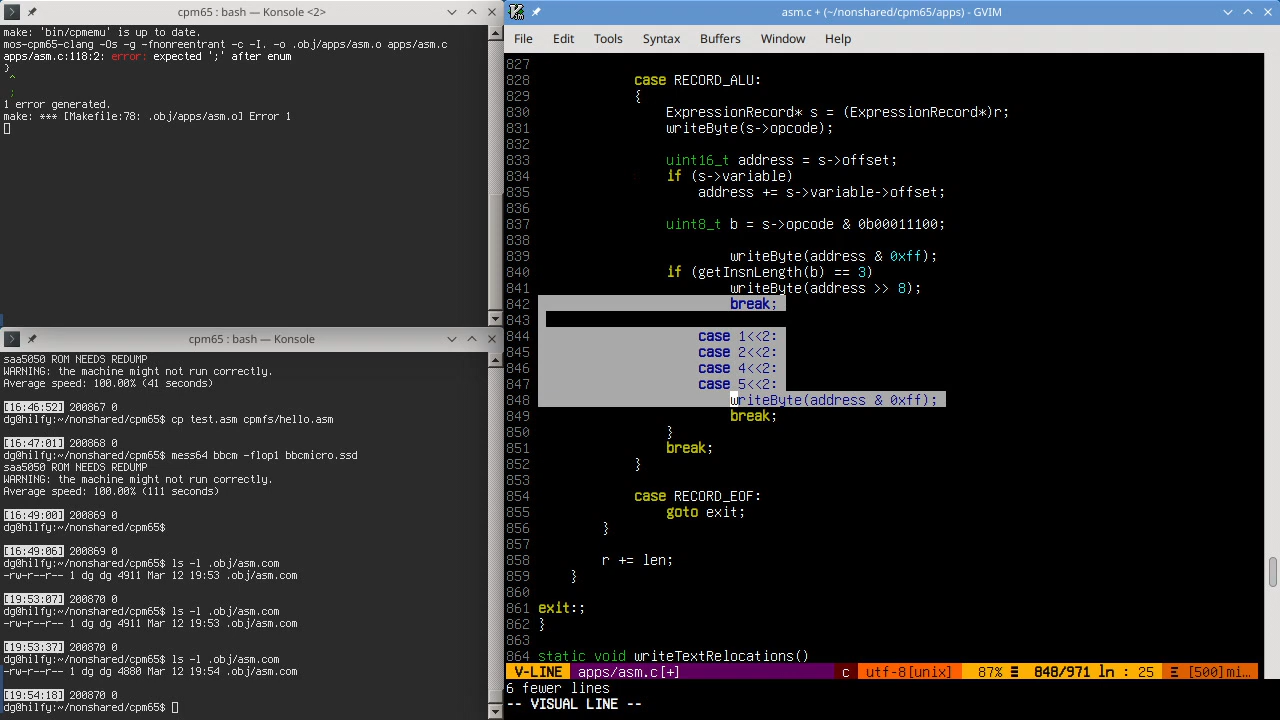 cpm65 : bash — Konsole <2>
make: 'bin/cpmemu' is up to date.
mos-cpm65-clang -Os -g -fnonreentrant -c -I. -o .obj/apps/asm.o apps/asm.c
apps/asm.c:118:2: error: expected ';' after enum
}
^
;
1 error generated.
make: *** [Makefile:78: .obj/apps/asm.o] Error 1
cpm65 : bash — Konsole
saa5050 ROM NEEDS REDUMP
WARNING: the machine might not run correctly.
Average speed: 100.00% (41 seconds)
[16:46:52] 200867 0
dg@hilfy:~/nonshared/cpm65$ cp test.asm cpmfs/hello.asm
[16:47:01] 200868 0
dg@hilfy:~/nonshared/cpm65$ mess64 bbcm -flop1 bbcmicro.ssd
saa5050 ROM NEEDS REDUMP
WARNING: the machine might not run correctly.
Average speed: 100.00% (111 seconds)
[16:49:00] 200869 0
dg@hilfy:~/nonshared/cpm65$
[16:49:06] 200869 0
dg@hilfy:~/nonshared/cpm65$ ls -l .obj/asm.com
-rw-r--r-- 1 dg dg 4911 Mar 12 19:53 .obj/asm.com
[19:53:07] 200870 0
dg@hilfy:~/nonshared/cpm65$ ls -l .obj/asm.com
-rw-r--r-- 1 dg dg 4911 Mar 12 19:53 .obj/asm.com
[19:53:37] 200870 0
dg@hilfy:~/nonshared/cpm65$ ls -l .obj/asm.com
-rw-r--r-- 1 dg dg 4880 Mar 12 19:54 .obj/asm.com
[19:54:18] 200870 0
dg@hilfy:~/nonshared/cpm65$
asm.c + (~/nonshared/cpm65/apps) - GVIM
File Edit Tools Syntax Buffers Window Help
827
828 case RECORD_ALU:
829 {
830 ExpressionRecord* s = (ExpressionRecord*)r;
831 writeByte(s->opcode);
832
833 uint16_t address = s->offset;
834 if (s->variable)
835 address += s->variable->offset;
836
837 uint8_t b = s->opcode & 0b00011100;
838
839 writeByte(address & 0xff);
840 if (getInsnLength(b) == 3)
841 writeByte(address >> 8);
842 break;
843
844 case 1<<2:
845 case 2<<2:
846 case 4<<2:
847 case 5<<2:
848 writeByte(address & 0xff);
849 break;
850 }
851 break;
852 }
853
854 case RECORD_EOF:
855 goto exit;
856 }
857
858 r += len;
859 }
860
861 exit:;
862 }
863
864 static void writeTextRelocations()
V-LINE apps/asm.c[+] c utf-8[unix] 87% ≡ 848/971 ln : 25 ≡ [500]mi…
6 fewer lines
-- VISUAL LINE --